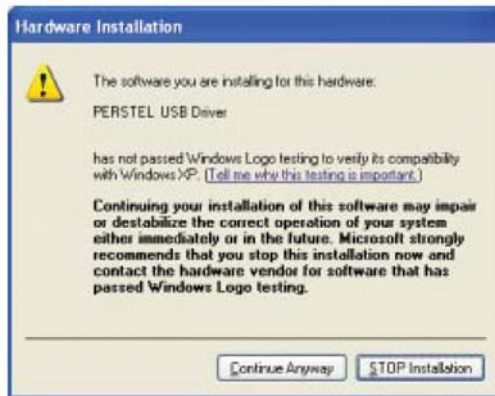 Hardware Installation
The software you are installing for this hardware:
PERSTEL USB Driver
has not passed Windows Logo testing to verify its compatibility
with Windows XP. (Tell me why this testing is important.)
Continuing your installation of this software may impair
or destabilize the correct operation of your system
either immediately or in the future. Microsoft strongly
recommends that you stop this installation now and
contact the hardware vendor for software that has
passed Windows Logo testing.
Continue Anyway
STOP Installation